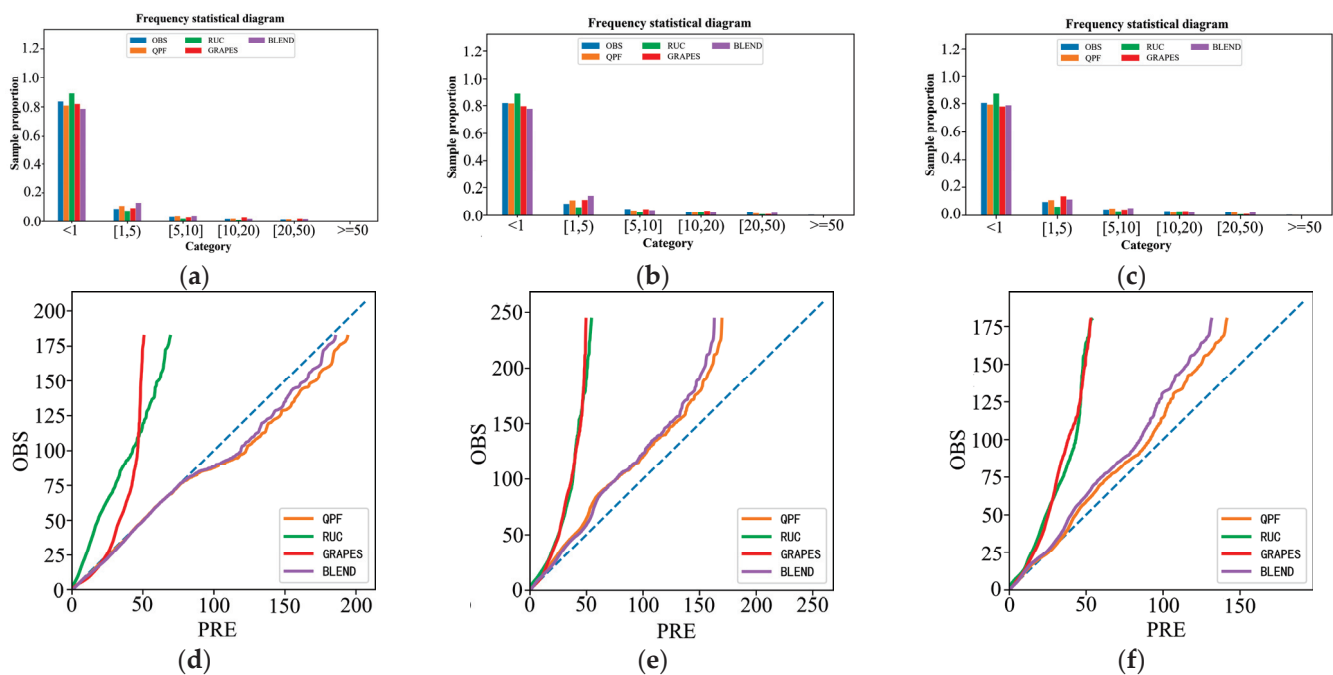 Frequency statistical diagram
OBS RUC BLEND
QPF GRAPES
Sample proportion
1.2
1.0
0.8
0.6
0.4
0.2
0.0
<1 [1,5) [5,10] [10,20) [20,50) >=50
Category
(a)
Frequency statistical diagram
OBS RUC BLEND
QPF GRAPES
Sample proportion
1.2
1.0
0.8
0.6
0.4
0.2
0.0
<1 [1,5) [5,10] [10,20) [20,50) >=50
Category
(b)
Frequency statistical diagram
OBS RUC BLEND
QPF GRAPES
Sample proportion
1.2
1.0
0.8
0.6
0.4
0.2
0.0
<1 [1,5) [5,10] [10,20) [20,50) >=50
Category
(c)
OBS
200
175
150
125
100
75
50
25
0
QPF
RUC
GRAPES
BLEND
0 50 100 150 200
PRE
(d)
OBS
250
200
150
100
50
0
QPF
RUC
GRAPES
BLEND
0 50 100 150 200 250
PRE
(e)
OBS
175
150
125
100
75
50
25
0
QPF
RUC
GRAPES
BLEND
0 50 100 150
PRE
(f)